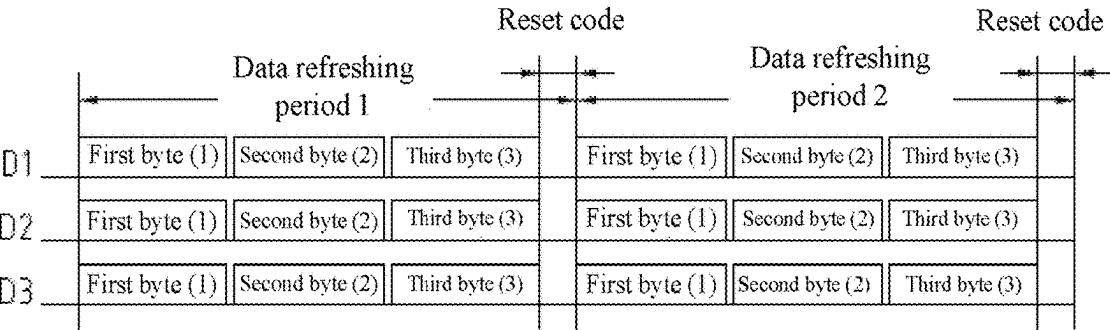 Reset code Reset code
Data refreshing Data refreshing
period 1 period 2
D1 First byte (1) Second byte (2) Third byte (3) First byte (1) Second byte (2) Third byte (3)
D2 First byte (1) Second byte (2) Third byte (3) First byte (1) Second byte (2) Third byte (3)
D3 First byte (1) Second byte (2) Third byte (3) First byte (1) Second byte (2) Third byte (3)